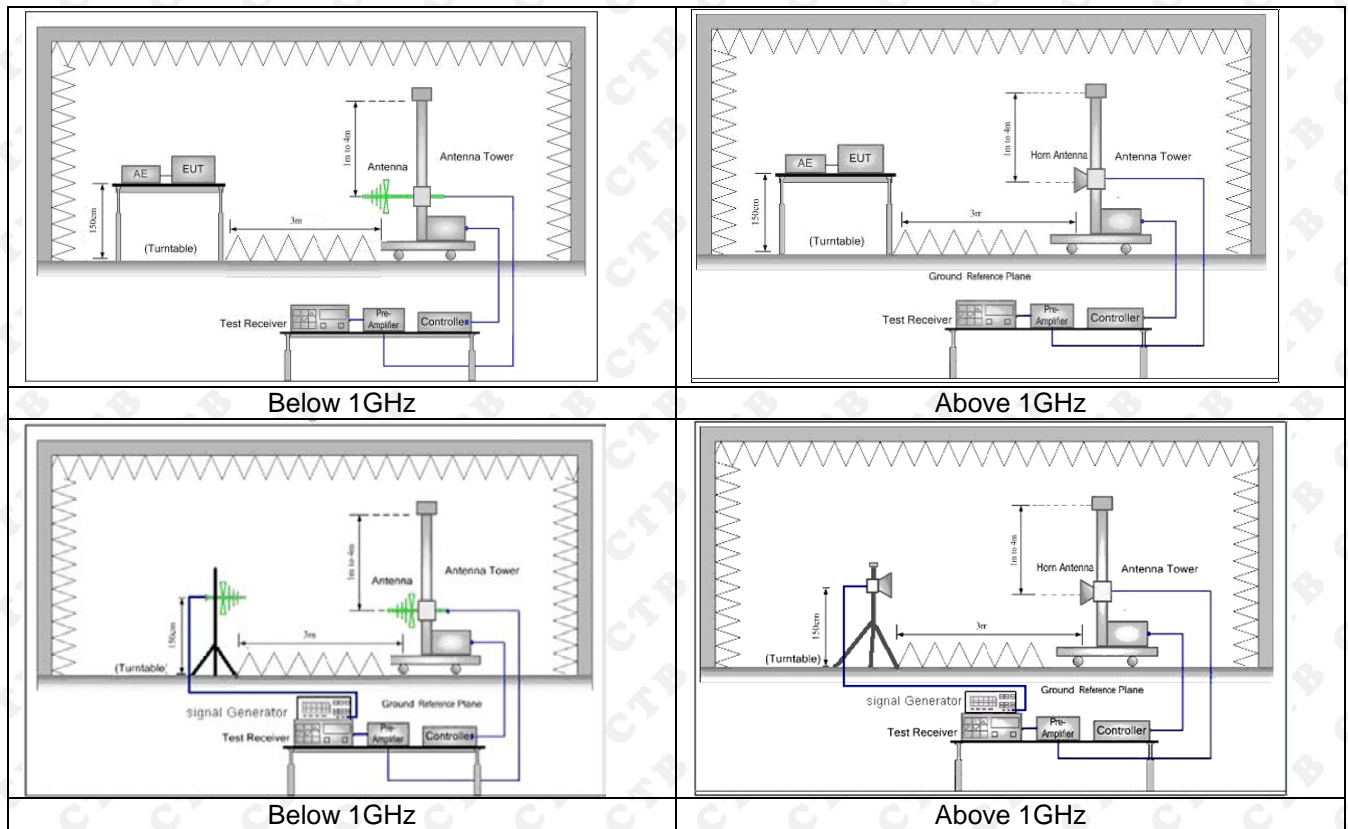 1m to 4m
Antenna
Antenna Tower
AE
EUT
150cm
(Turntable)
3m
Test Receiver
Pre-
Amplifier
Controller
Below 1GHz
1m to 4m
Horn Antenna
Antenna Tower
AE
EUT
150cm
(Turntable)
3m
Ground Reference Plane
Test Receiver
Pre-
Amplifier
Controller
Above 1GHz
1m to 4m
Antenna
Antenna Tower
150cm
(Turntable)
3m
signal Generator
Ground Reference Plane
Test Receiver
Pre-
Amplifier
Controller
Below 1GHz
1m to 4m
Horn Antenna
Antenna Tower
150cm
(Turntable)
3m
signal Generator
Ground Reference Plane
Test Receiver
Pre-
Amplifier
Controller
Above 1GHz
CTB